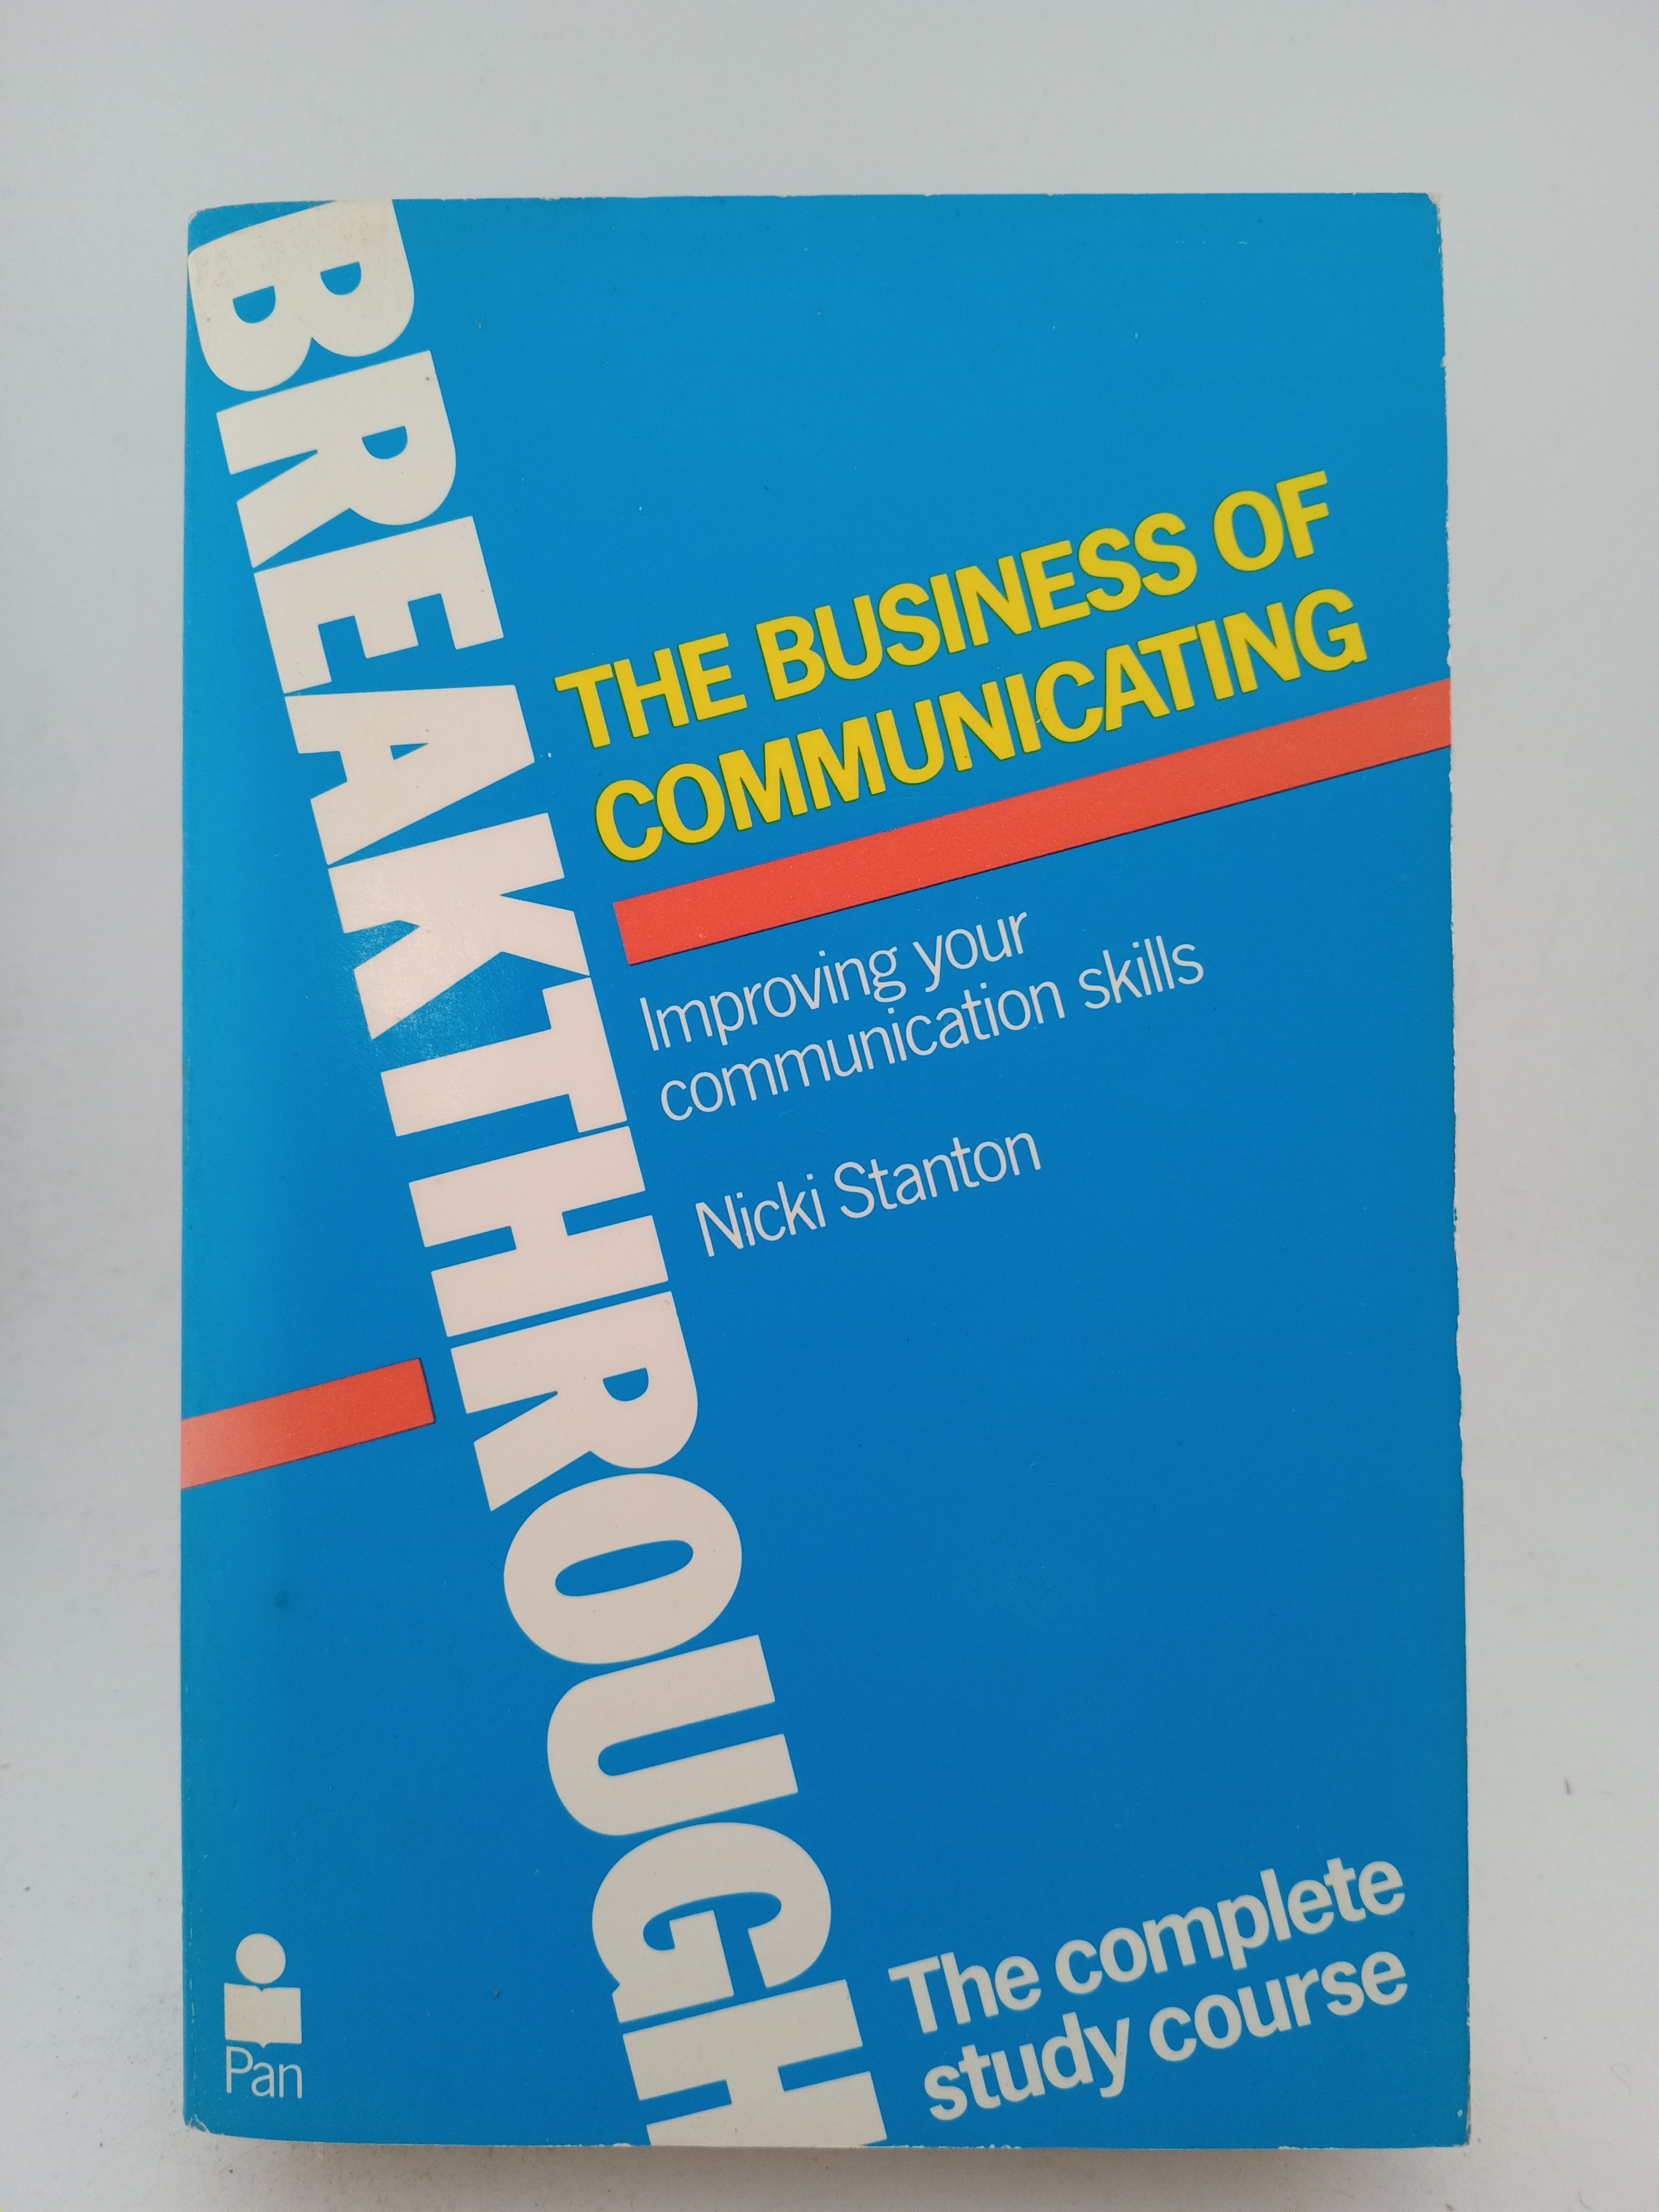 BREAKTHROUGH
THE BUSINESS OF
COMMUNICATING
Improving your
communication skills
Nicki Stanton
The complete
study course
Pan